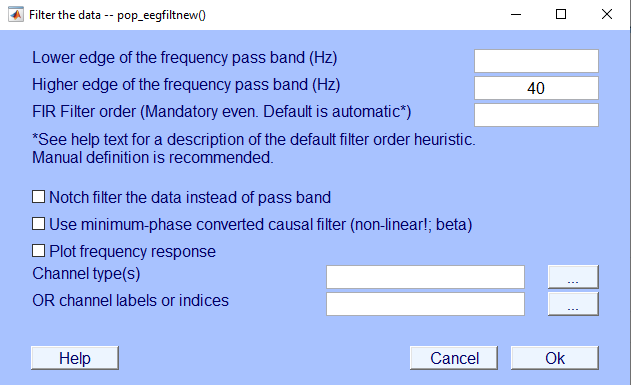 Filter the data -- pop_eegfiltnew()
Lower edge of the frequency pass band (Hz)
Higher edge of the frequency pass band (Hz) 40
FIR Filter order (Mandatory even. Default is automatic*)
*See help text for a description of the default filter order heuristic.
Manual definition is recommended.
Notch filter the data instead of pass band
Use minimum-phase converted causal filter (non-linear!; beta)
Plot frequency response
Channel type(s) ...
OR channel labels or indices ...
Help Cancel Ok